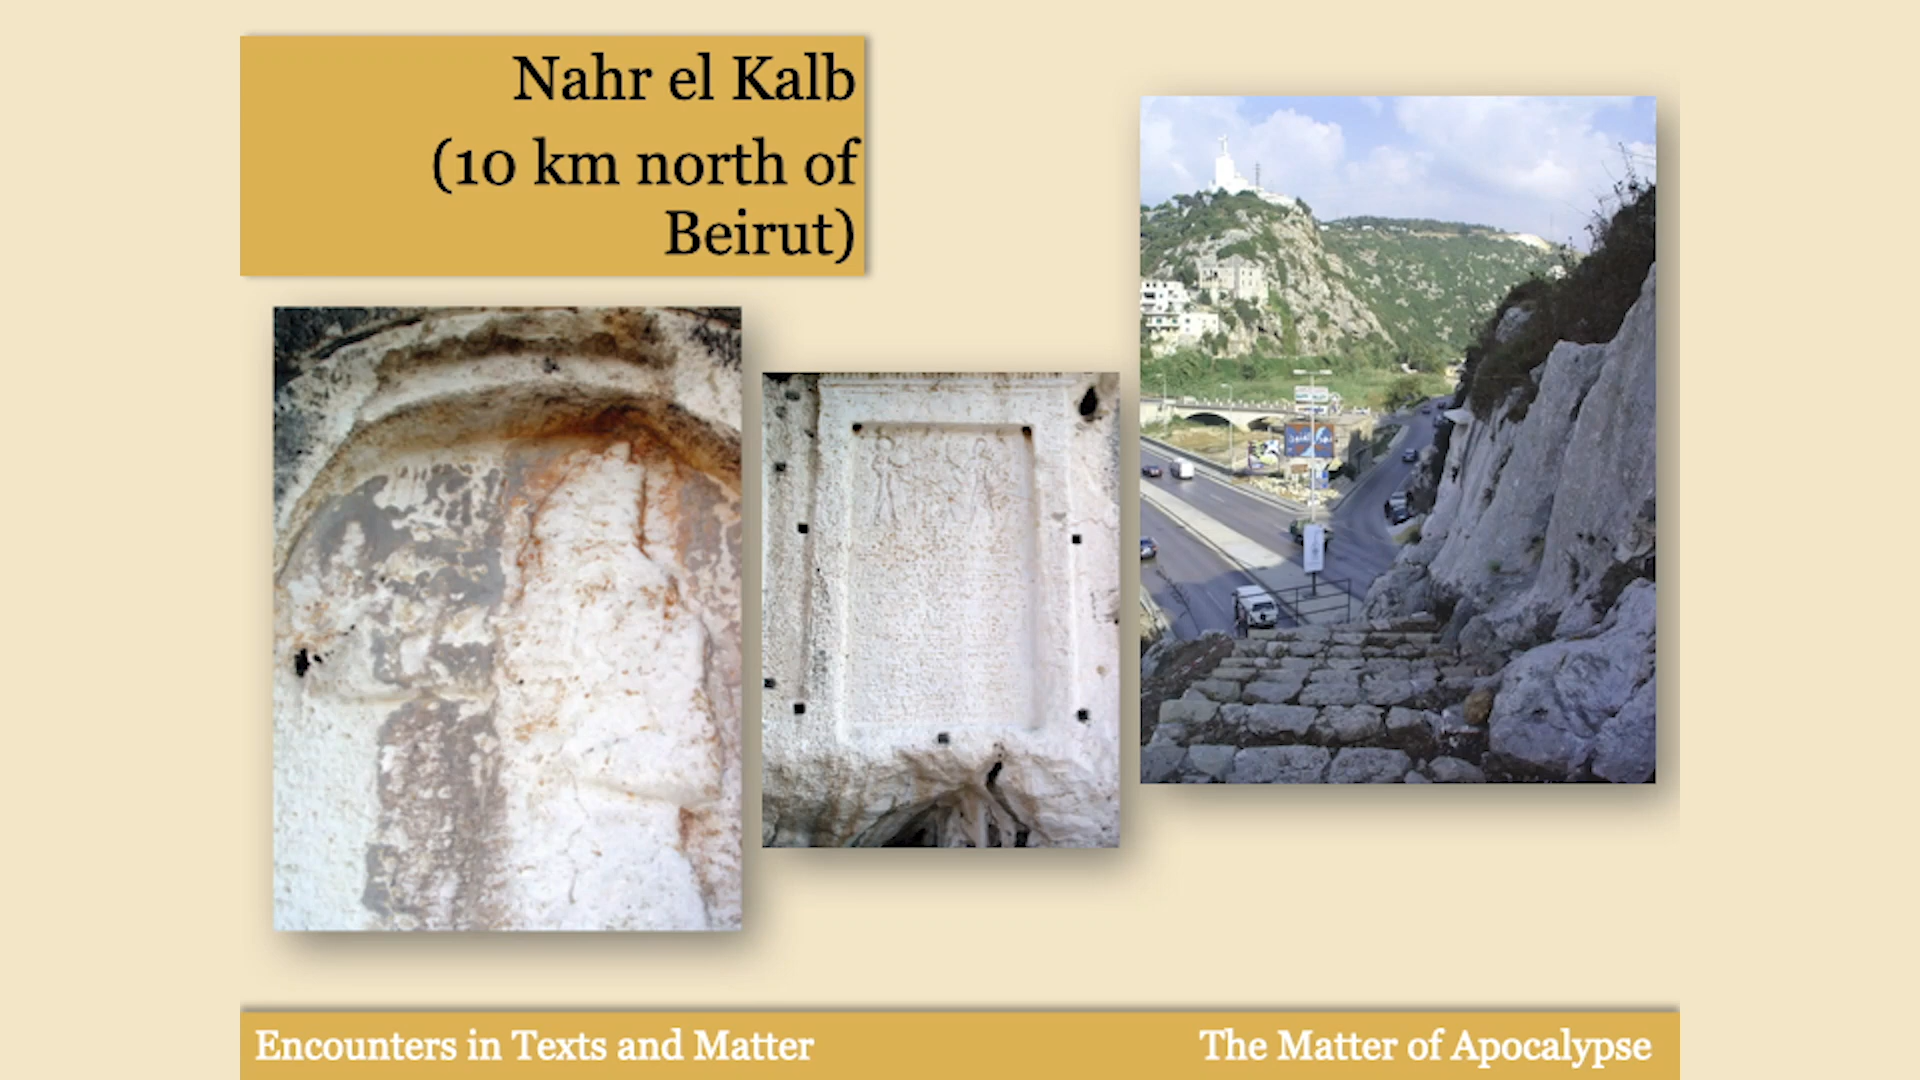 Nahr el Kalb
(10 km north of
Beirut)
Encounters in Texts and Matter
The Matter of Apocalypse